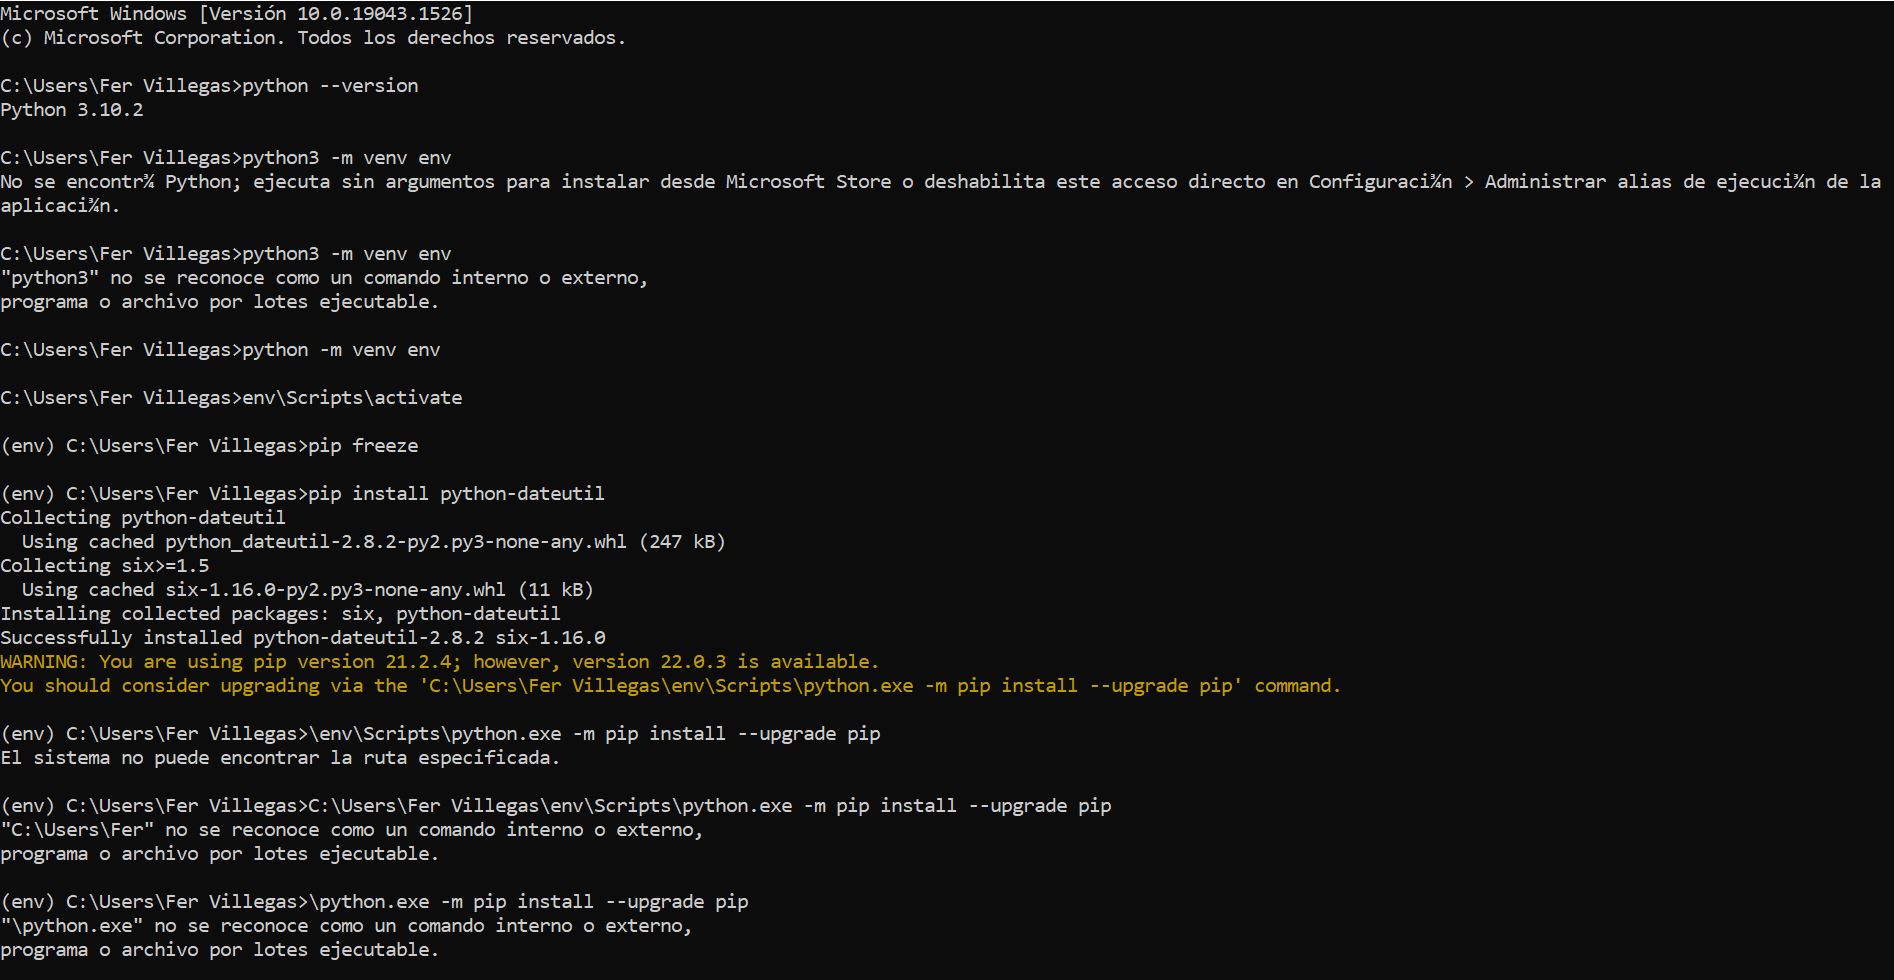 Microsoft Windows [Versión 10.0.19043.1526]
(c) Microsoft Corporation. Todos los derechos reservados.
C:\Users\Fer Villegas>python --version
Python 3.10.2
C:\Users\Fer Villegas>python3 -m venv env
No se encontr¾ Python; ejecuta sin argumentos para instalar desde Microsoft Store o deshabilita este acceso directo en Configuraci¾n > Administrar alias de ejecuci¾n de la
aplicaci¾n.
C:\Users\Fer Villegas>python3 -m venv env
"python3" no se reconoce como un comando interno o externo,
programa o archivo por lotes ejecutable.
C:\Users\Fer Villegas>python -m venv env
C:\Users\Fer Villegas>env\Scripts\activate
(env) C:\Users\Fer Villegas>pip freeze
(env) C:\Users\Fer Villegas>pip install python-dateutil
Collecting python-dateutil
  Using cached python_dateutil-2.8.2-py2.py3-none-any.whl (247 kB)
Collecting six>=1.5
  Using cached six-1.16.0-py2.py3-none-any.whl (11 kB)
Installing collected packages: six, python-dateutil
Successfully installed python-dateutil-2.8.2 six-1.16.0
WARNING: You are using pip version 21.2.4; however, version 22.0.3 is available.
You should consider upgrading via the 'C:\Users\Fer Villegas\env\Scripts\python.exe -m pip install --upgrade pip' command.
(env) C:\Users\Fer Villegas>\env\Scripts\python.exe -m pip install --upgrade pip
El sistema no puede encontrar la ruta especificada.
(env) C:\Users\Fer Villegas>C:\Users\Fer Villegas\env\Scripts\python.exe -m pip install --upgrade pip
"C:\Users\Fer" no se reconoce como un comando interno o externo,
programa o archivo por lotes ejecutable.
(env) C:\Users\Fer Villegas>\python.exe -m pip install --upgrade pip
"\python.exe" no se reconoce como un comando interno o externo,
programa o archivo por lotes ejecutable.